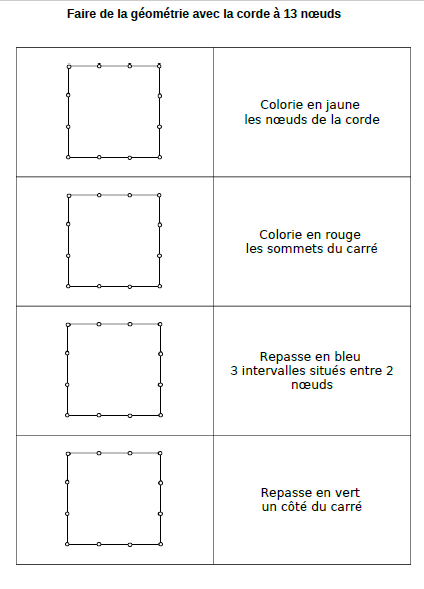 Faire de la géométrie avec la corde à 13 nœuds
Colorie en jaune
les nœuds de la corde
Colorie en rouge
les sommets du carré
Repasse en bleu
3 intervalles situés entre 2
nœuds
Repasse en vert
un côté du carré